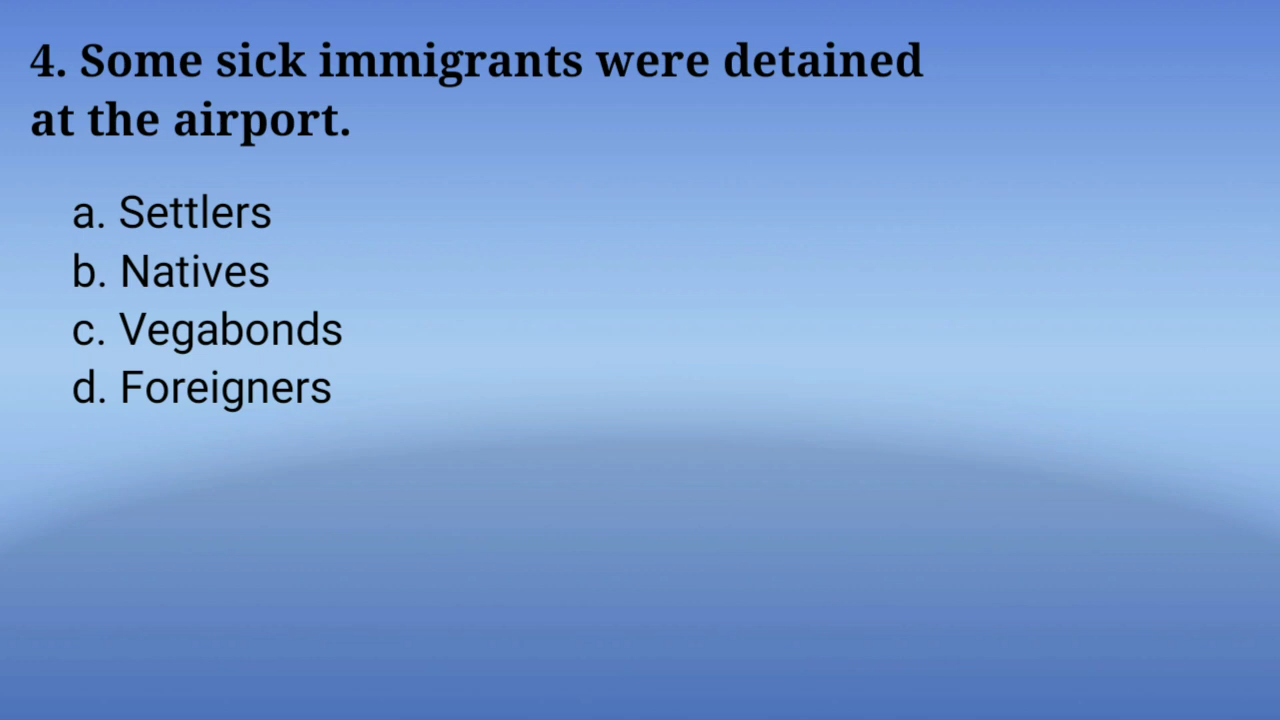 4. Some sick immigrants were detained
at the airport.
a. Settlers
b. Natives
c. Vegabonds
d. Foreigners